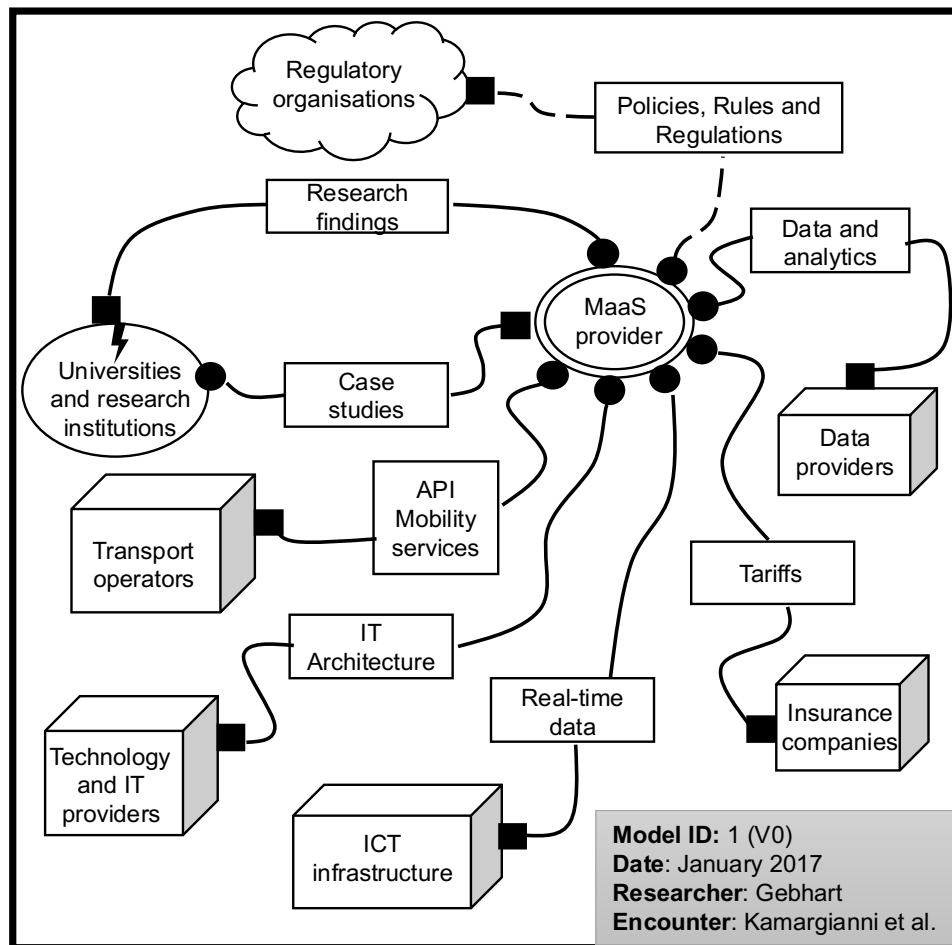 Regulatory
organisations
Policies, Rules and
Regulations
Research
findings
Data and
analytics
MaaS
provider
Universities
and research
institutions
Case
studies
Data
providers
API
Mobility
services
Transport
operators
Tariffs
IT
Architecture
Real-time
data
Insurance
companies
Technology
and IT
providers
ICT
infrastructure
Model ID: 1 (V0)
Date: January 2017
Researcher: Gebhart
Encounter: Kamargianni et al.